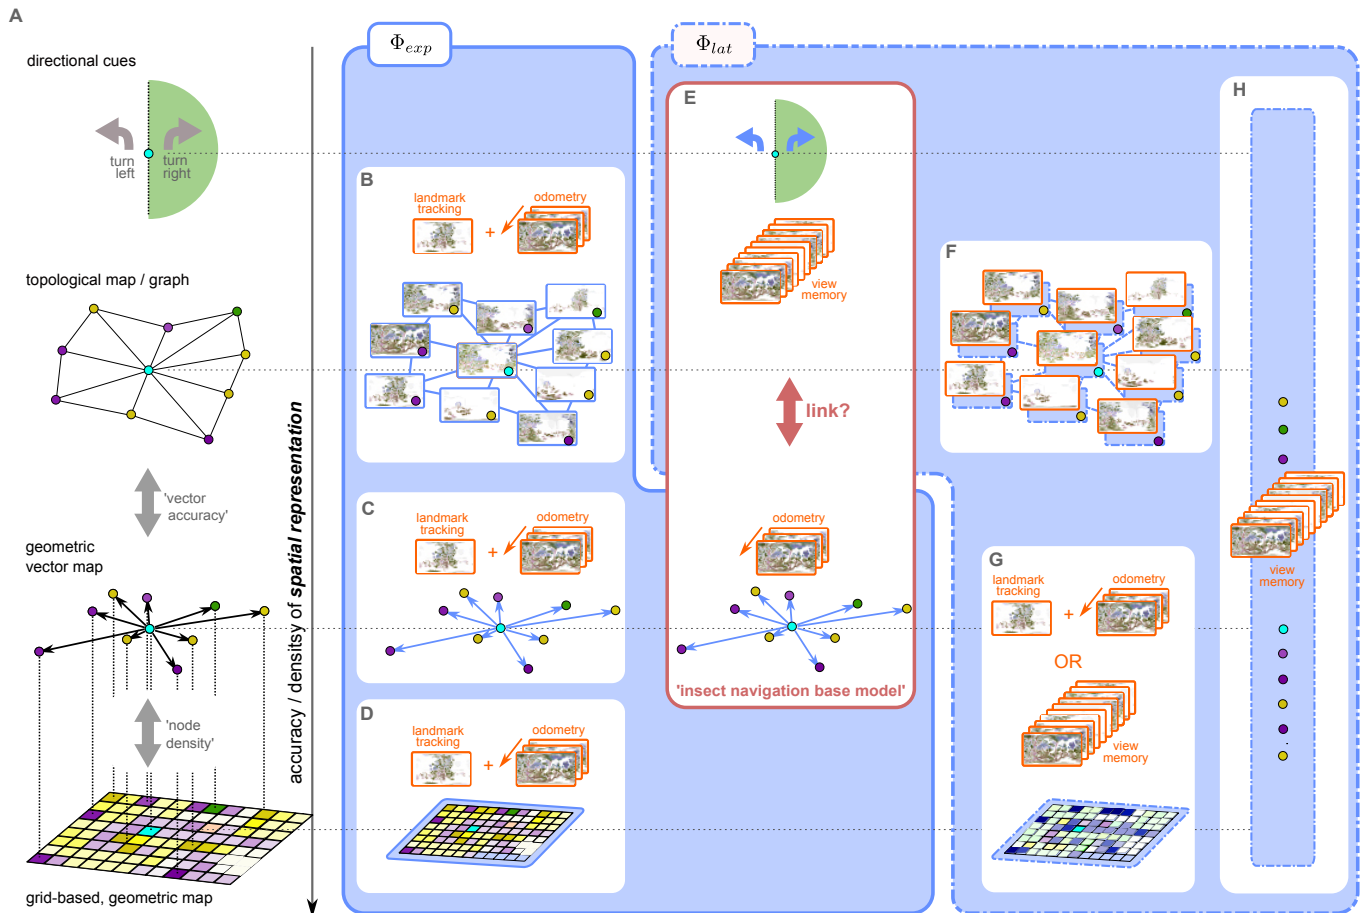 A
directional cues
turn
left
turn
right
topological map / graph
'vector
accuracy'
geometric
vector map
'node
density'
grid-based, geometric map
accuracy / density of spatial representation
Φexp
B
landmark
tracking
+
odometry
C
landmark
tracking
+
odometry
D
landmark
tracking
+
odometry
Φlat
E
view
memory
link?
odometry
'insect navigation base model'
F
G
landmark
tracking
+
odometry
OR
view
memory
H
view
memory